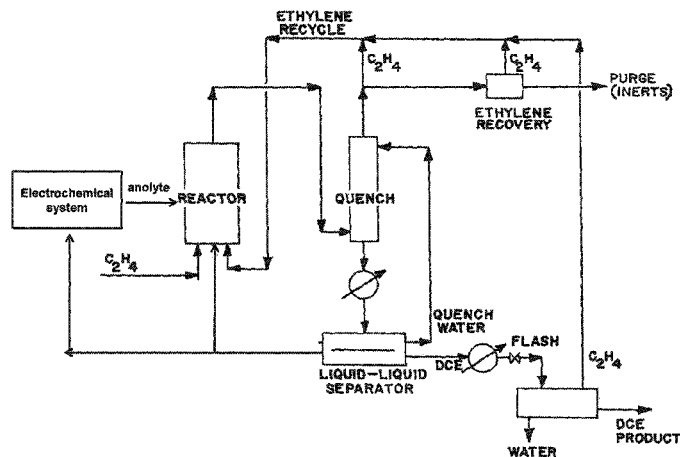 ETHYLENE
RECYCLE
C2H4
C2H4
PURGE
(INERTS)
ETHYLENE
RECOVERY
Electrochemical
system
anolyte
REACTOR
QUENCH
C2H4
QUENCH
WATER
FLASH
C2H4
DCE
LIQUID-LIQUID
SEPARATOR
WATER
DCE
PRODUCT